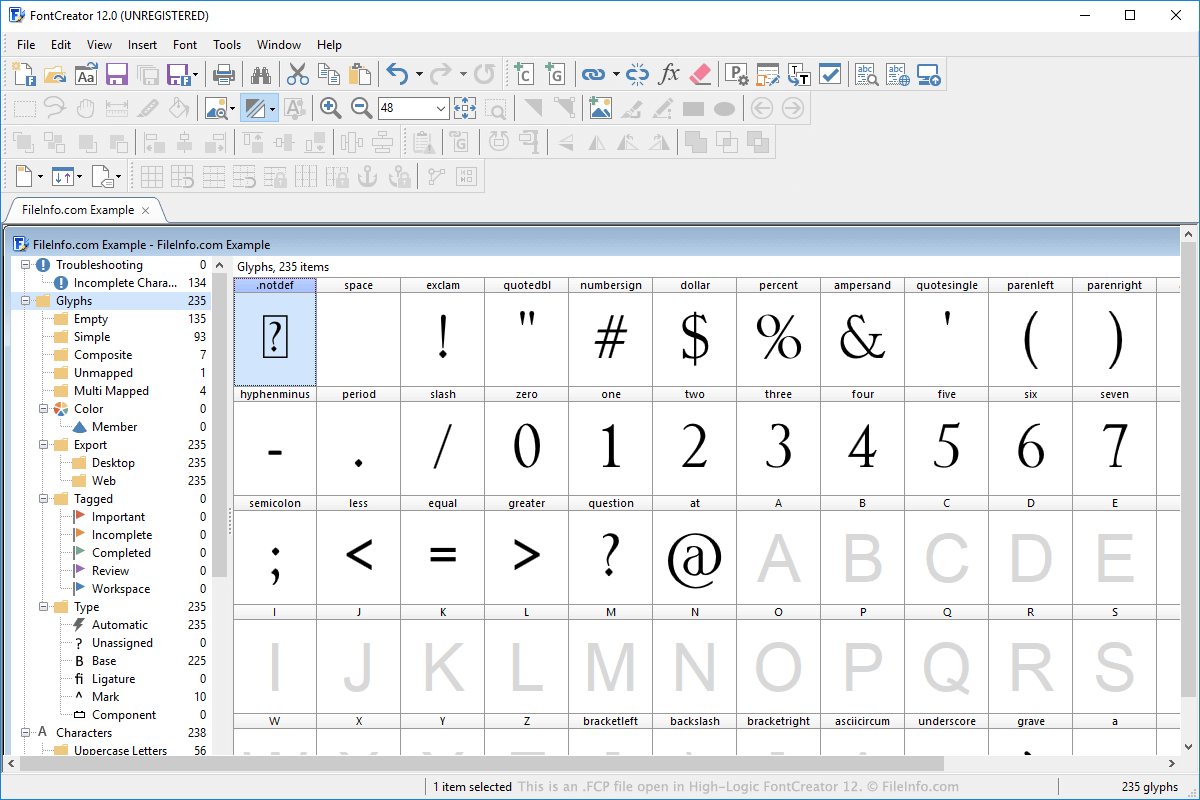 FontCreator 12.0 (UNREGISTERED)
File Edit View Insert Font Tools Window Help
48
FileInfo.com Example
FileInfo.com Example - FileInfo.com Example
Troubleshooting 0
Incomplete Chara... 134
Glyphs 235
Empty 135
Simple 93
Composite 7
Unmapped 1
Multi Mapped 4
Color 0
Member 0
Export 235
Desktop 235
Web 235
Tagged 0
Important 0
Incomplete 0
Completed 0
Review 0
Workspace 0
Type 235
Automatic 235
? Unassigned 0
B Base 225
fi Ligature 0
^ Mark 10
Component 0
A Characters 238
Uppercase Letters 56
Glyphs, 235 items
.notdef space exclam quotedbl numbersign dollar percent ampersand quotesingle parenleft parenright
? ! " # $ % & ' ( )
hyphenminus period slash zero one two three four five six seven
- . / 0 1 2 3 4 5 6 7
semicolon less equal greater question at A B C D E
; < = > ? @ A B C D E
I J K L M N O P Q R S
I J K L M N O P Q R S
W X Y Z bracketleft backslash bracketright asciicircum underscore grave a
1 item selected This is an .FCP file open in High-Logic FontCreator 12. © FileInfo.com 235 glyphs